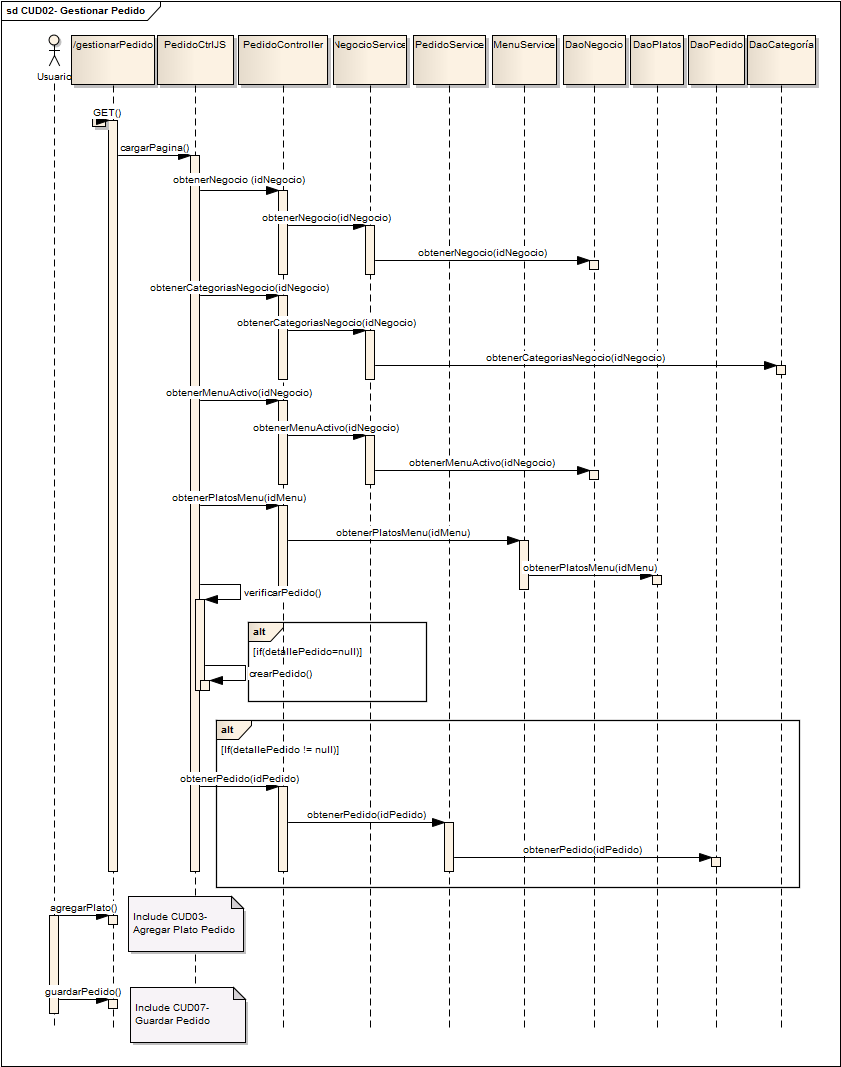 sd CUD02- Gestionar Pedido
Usuario
/gestionarPedido
PedidoCtrlJS
PedidoController
NegocioService
PedidoService
MenuService
DaoNegocio
DaoPlatos
DaoPedido
DaoCategoría
GET()
cargarPagina()
obtenerNegocio (idNegocio)
obtenerNegocio(idNegocio)
obtenerNegocio(idNegocio)
obtenerCategoriasNegocio(idNegocio)
obtenerCategoriasNegocio(idNegocio)
obtenerCategoriasNegocio(idNegocio)
obtenerMenuActivo(idNegocio)
obtenerMenuActivo(idNegocio)
obtenerMenuActivo(idNegocio)
obtenerPlatosMenu(idMenu)
obtenerPlatosMenu(idMenu)
obtenerPlatosMenu(idMenu)
verificarPedido()
alt
[if(detallePedido=null)]
crearPedido()
alt
[If(detallePedido != null)]
obtenerPedido(idPedido)
obtenerPedido(idPedido)
obtenerPedido(idPedido)
agregarPlato()
Include CUD03-
Agregar Plato Pedido
guardarPedido()
Include CUD07-
Guardar Pedido